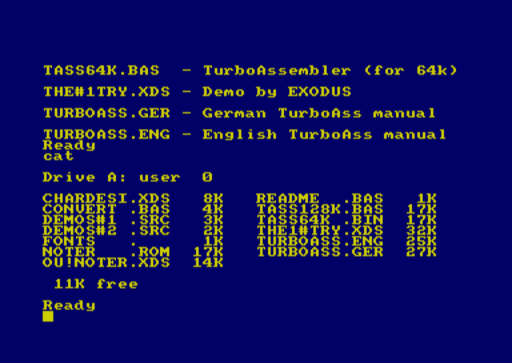 TASS64K.BAS  - TurboAssembler (for 64k)
THE#1TRY.XDS - Demo by EXODUS
TURBOASS.GER - German TurboAss manual
TURBOASS.ENG - English TurboAss manual
Ready
cat
Drive A: user  0
CHARDESI.XDS   8K    README  .BAS   1K
CONVERT .BAS   4K    TASS128K.BAS  17K
DEMOS#1 .SRC   3K    TASS64K .BIN  17K
DEMOS#2 .SRC   2K    THE1#TRY.XDS  32K
FONTS   .      1K    TURBOASS.ENG  25K
NOTER   .ROM  17K    TURBOASS.GER  27K
OU!NOTER.XDS  14K
11K free
Ready